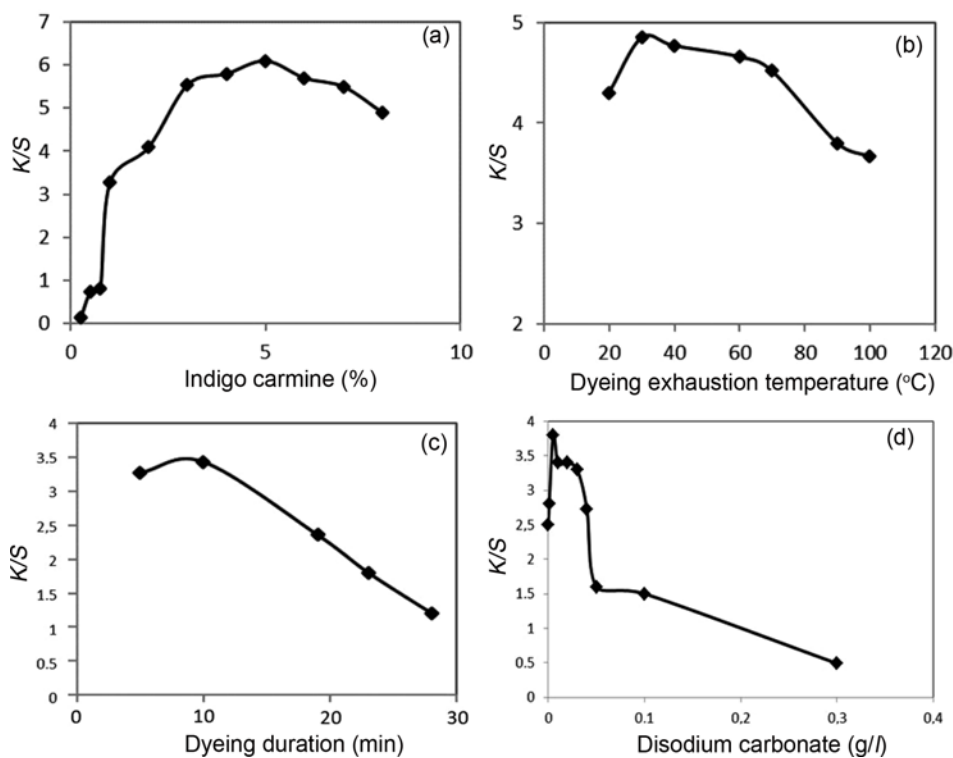 (a)
7
6
5
4
3
2
1
0
K/S
0 5 10
Indigo carmine (%)
(b)
5
4
3
2
K/S
0 20 40 60 80 100 120
Dyeing exhaustion temperature (°C)
(c)
4
3.5
3
2,5
2
1.5
1
0.5
0
K/S
0 10 20 30
Dyeing duration (min)
(d)
4
3.5
3
2,5
2
1.5
1
0.5
0
K/S
0 0.1 0,2 0.3 0,4
Disodium carbonate (g/l)